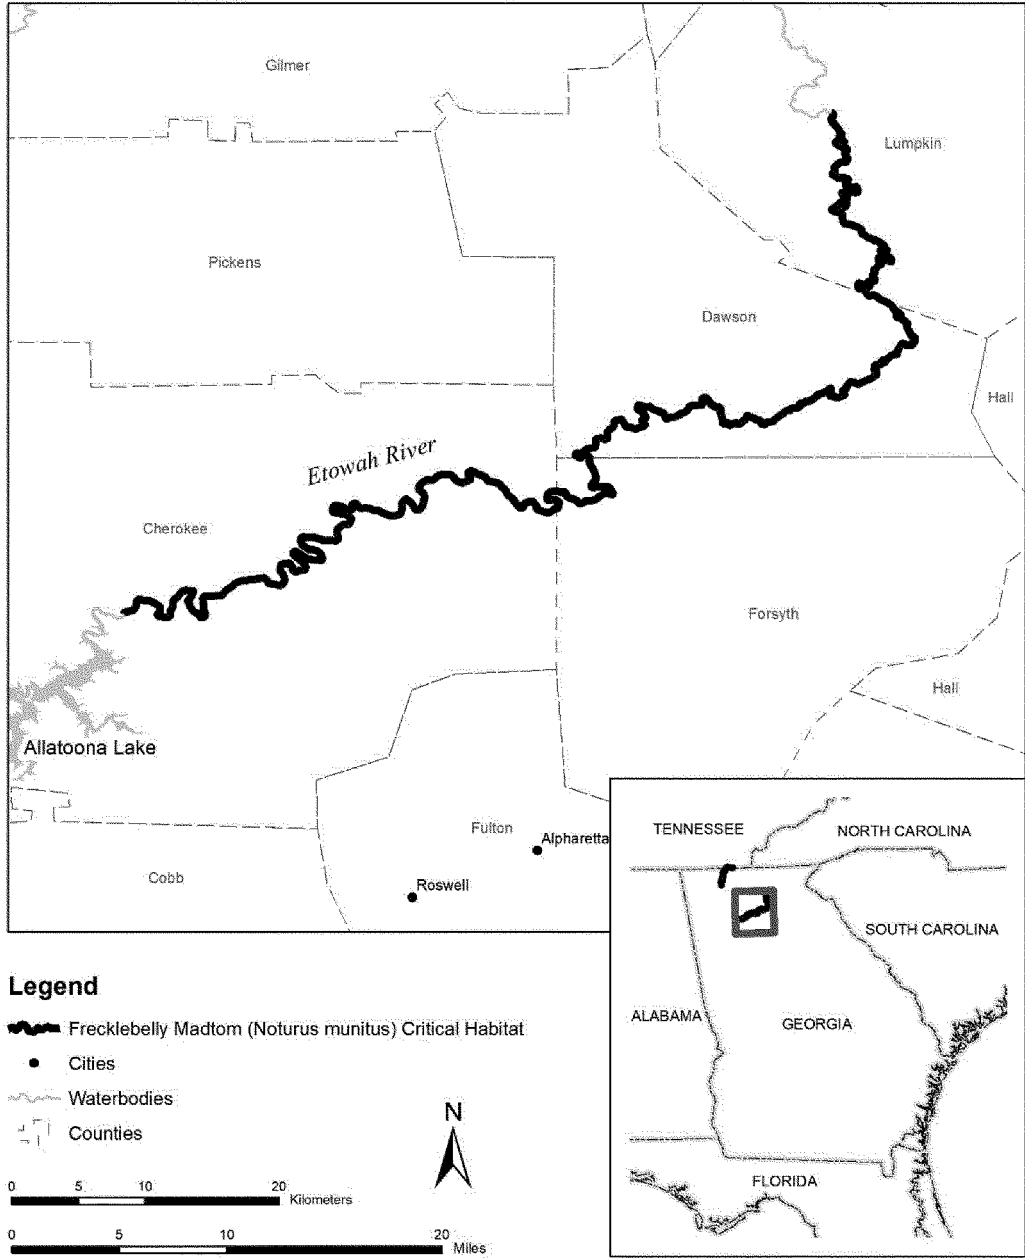 Gilmer
Lumpkin
Pickens
Dawson
Hall
Etowah River
Cherokee
Forsyth
Hall
Allatoona Lake
Fulton
Alpharetta
Cobb
Roswell
TENNESSEE
NORTH CAROLINA
SOUTH CAROLINA
ALABAMA
GEORGIA
FLORIDA
Legend
Frecklebelly Madtom (Noturus munitus) Critical Habitat
Cities
Waterbodies
Counties
N
0 5 10 20
Kilometers
0 5 10 20
Miles